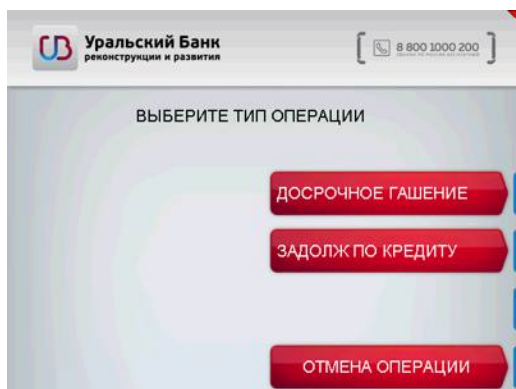 Уральский Банк
реконструкции и развития
8 800 1000 200
ВЫБЕРИТЕ ТИП ОПЕРАЦИИ
ДОСРОЧНОЕ ГАШЕНИЕ
ЗАДОЛЖ ПО КРЕДИТУ
ОТМЕНА ОПЕРАЦИИ